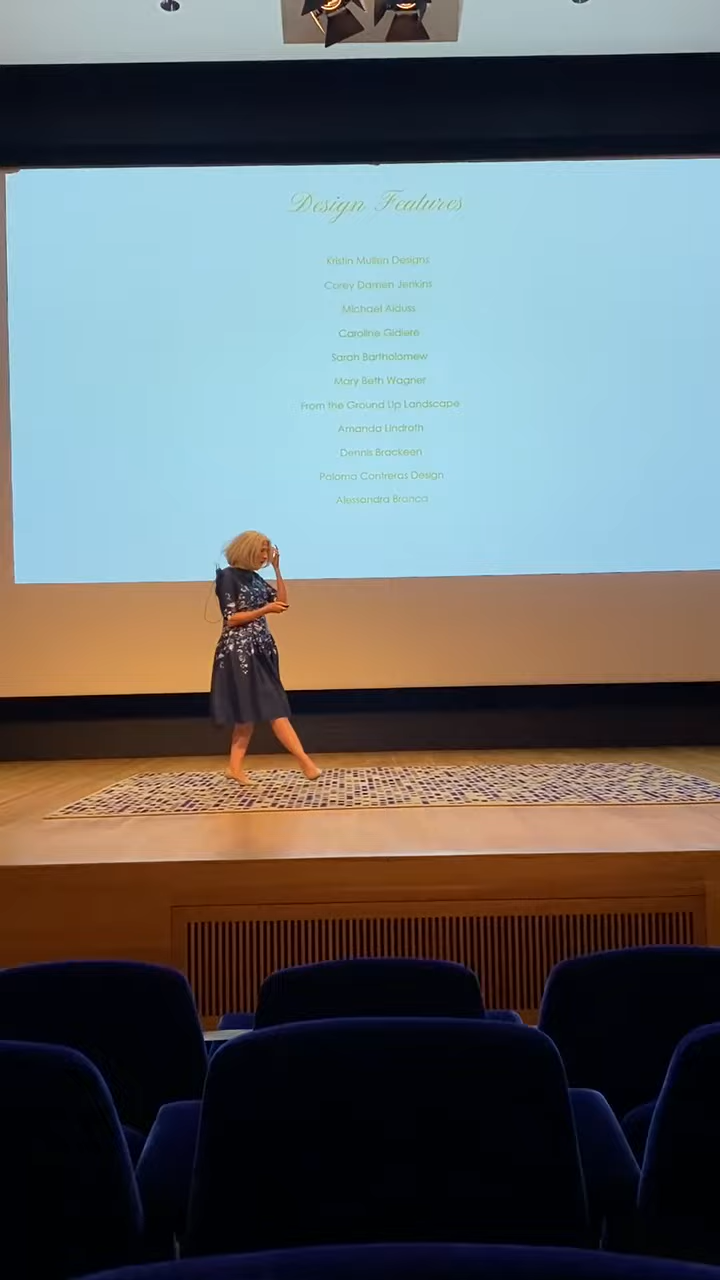 Design Features
Kristin Mullen Designs
Corey Damen Jenkins
Michael Aiduss
Caroline Gidiere
Sarah Bartholomew
Mary Beth Wagner
From the Ground Up Landscape
Amanda Lindroth
Dennis Brackeen
Paloma Contreras Design
Alessandra Branca